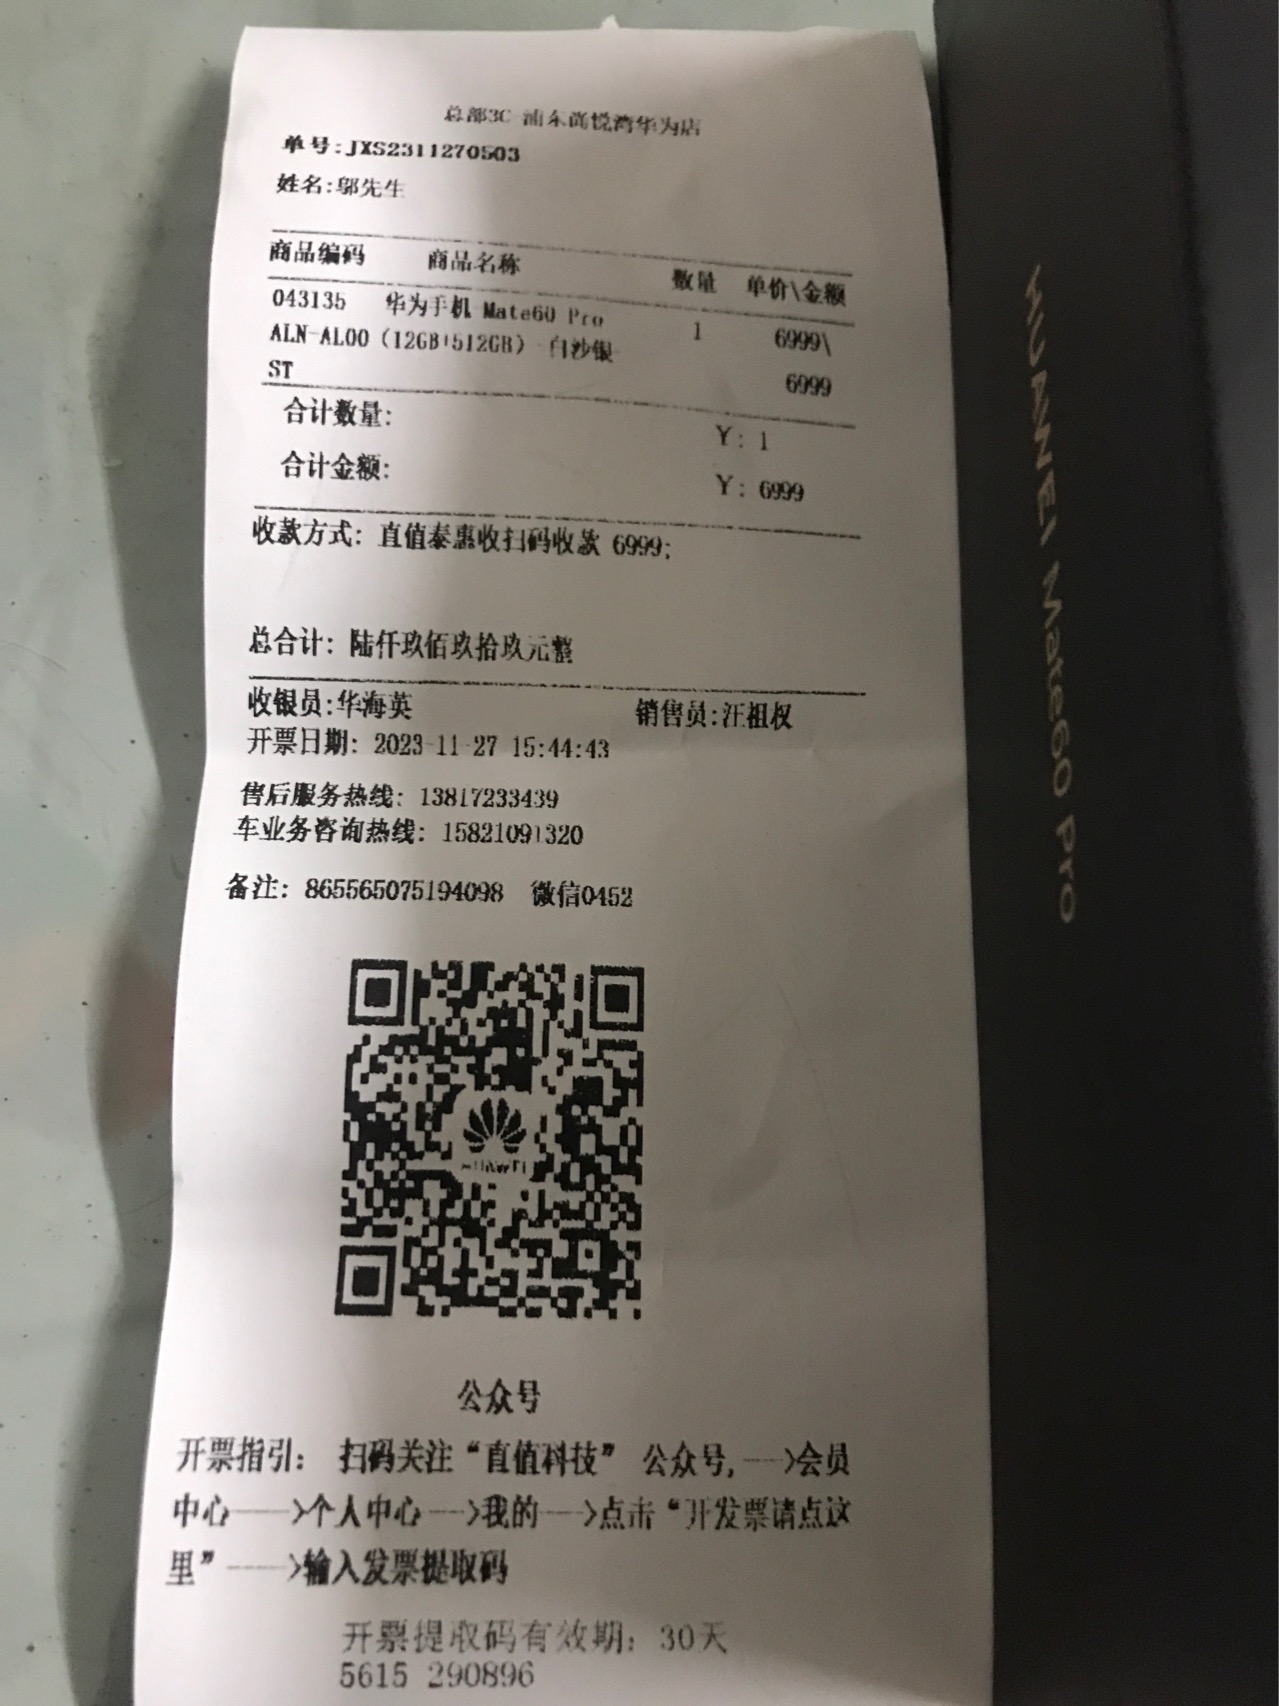 总部3C-浦东尚悦湾华为店
单号:JXS2311270503
姓名:邬先生
商品编码 商品名称 数量 单价\金额
043135 华为手机 Mate60 Pro 1 6999\
ALN-AL00（12GB+512GB） 白沙银
ST 6999
合计数量: Y: 1
合计金额: Y: 6999
收款方式: 直值泰惠收扫码收款 6999;
总合计: 陆仟玖佰玖拾玖元整
收银员:华海英 销售员:汪祖权
开票日期: 2023-11-27 15:44:43
售后服务热线: 13817233439
车业务咨询热线: 15821091320
备注: 865565075194098 微信0452
HUAWEI
公众号
开票指引: 扫码关注“直值科技” 公众号,--->会员
中心---->个人中心--->我的--->点击“开发票请点这
里”---->输入发票提取码
开票提取码有效期: 30天
5615 290896
HUAWEI Mate60 Pro